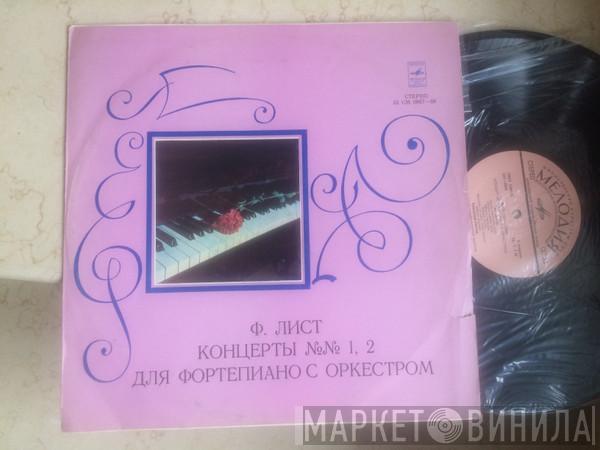 СТЕРЕО
Ф. ЛИСТ
КОНЦЕРТЫ №№ 1, 2
ДЛЯ ФОРТЕПИАНО С ОРКЕСТРОМ
МЕЛОДИЯ
МАРКЕТ ВИНИЛА